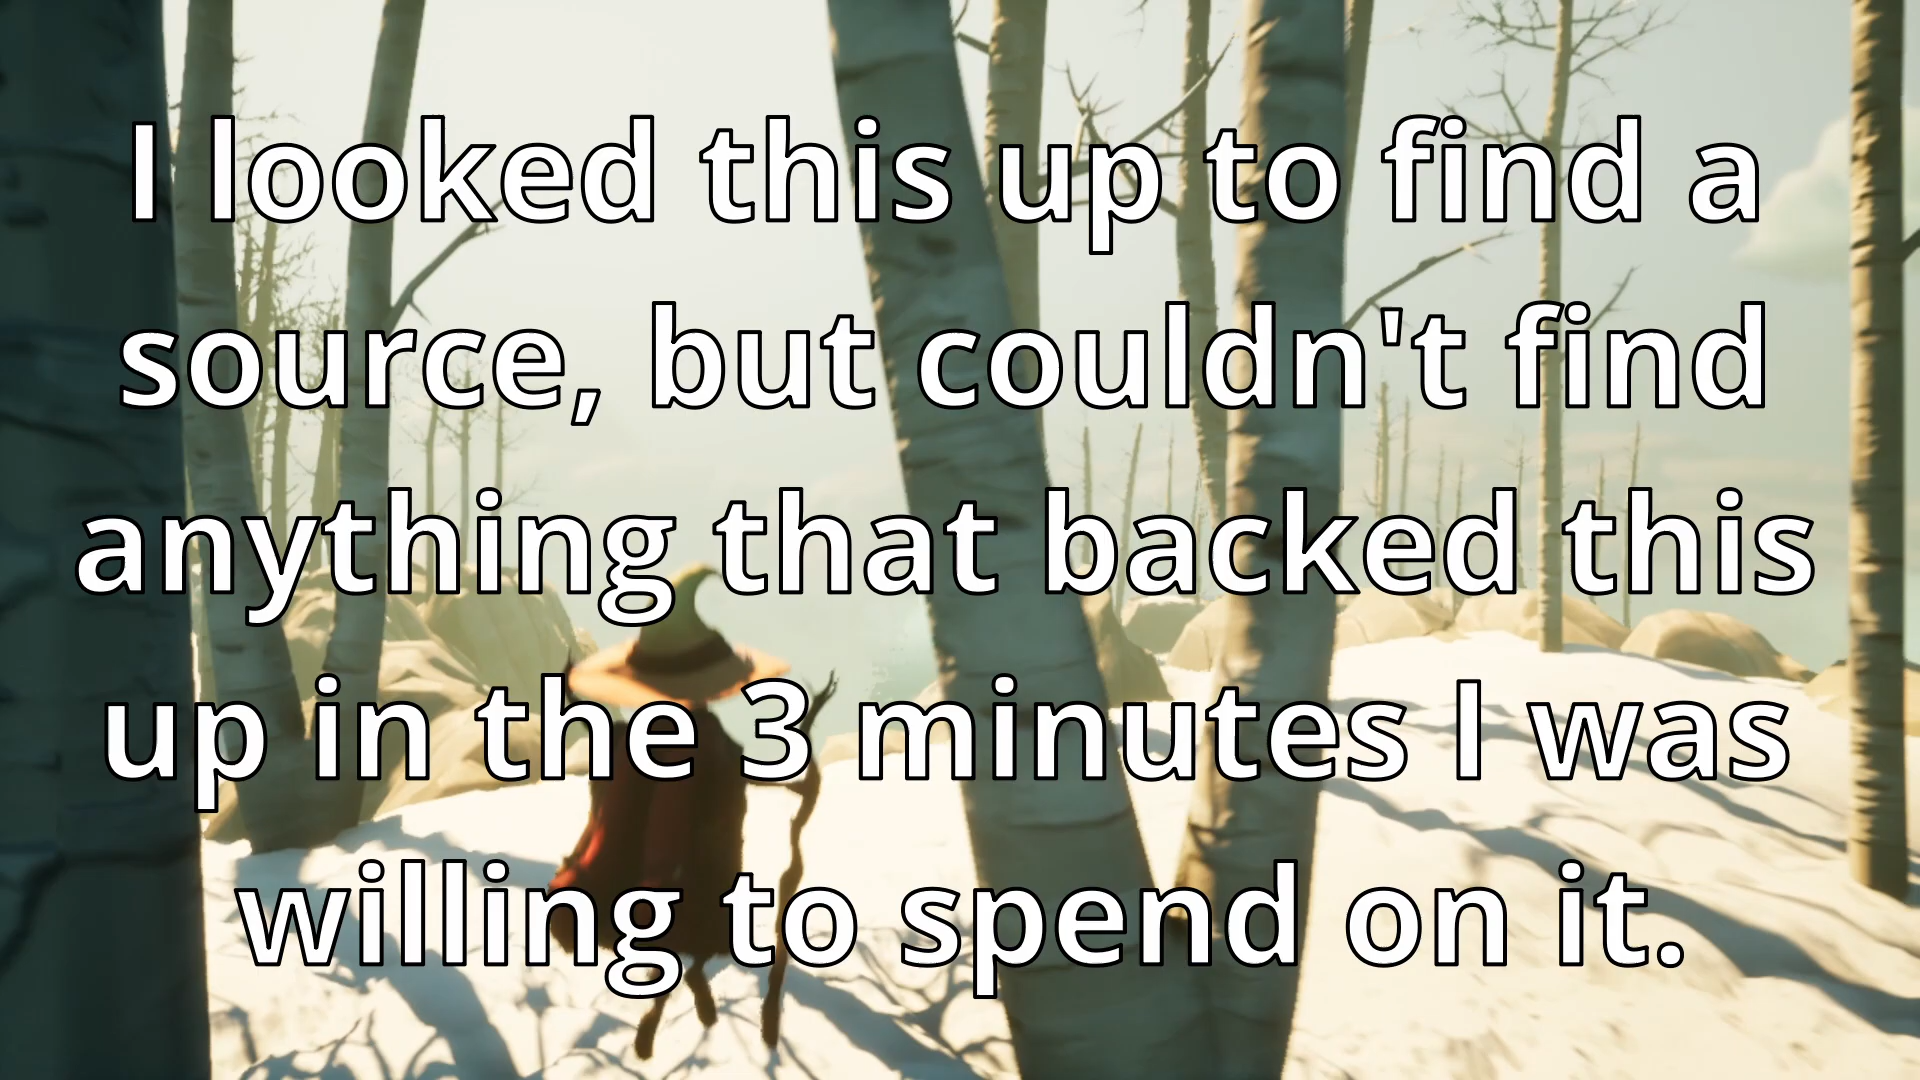 I looked this up to find a
source, but couldn't find
anything that backed this
up in the 3 minutes I was
willing to spend on it.